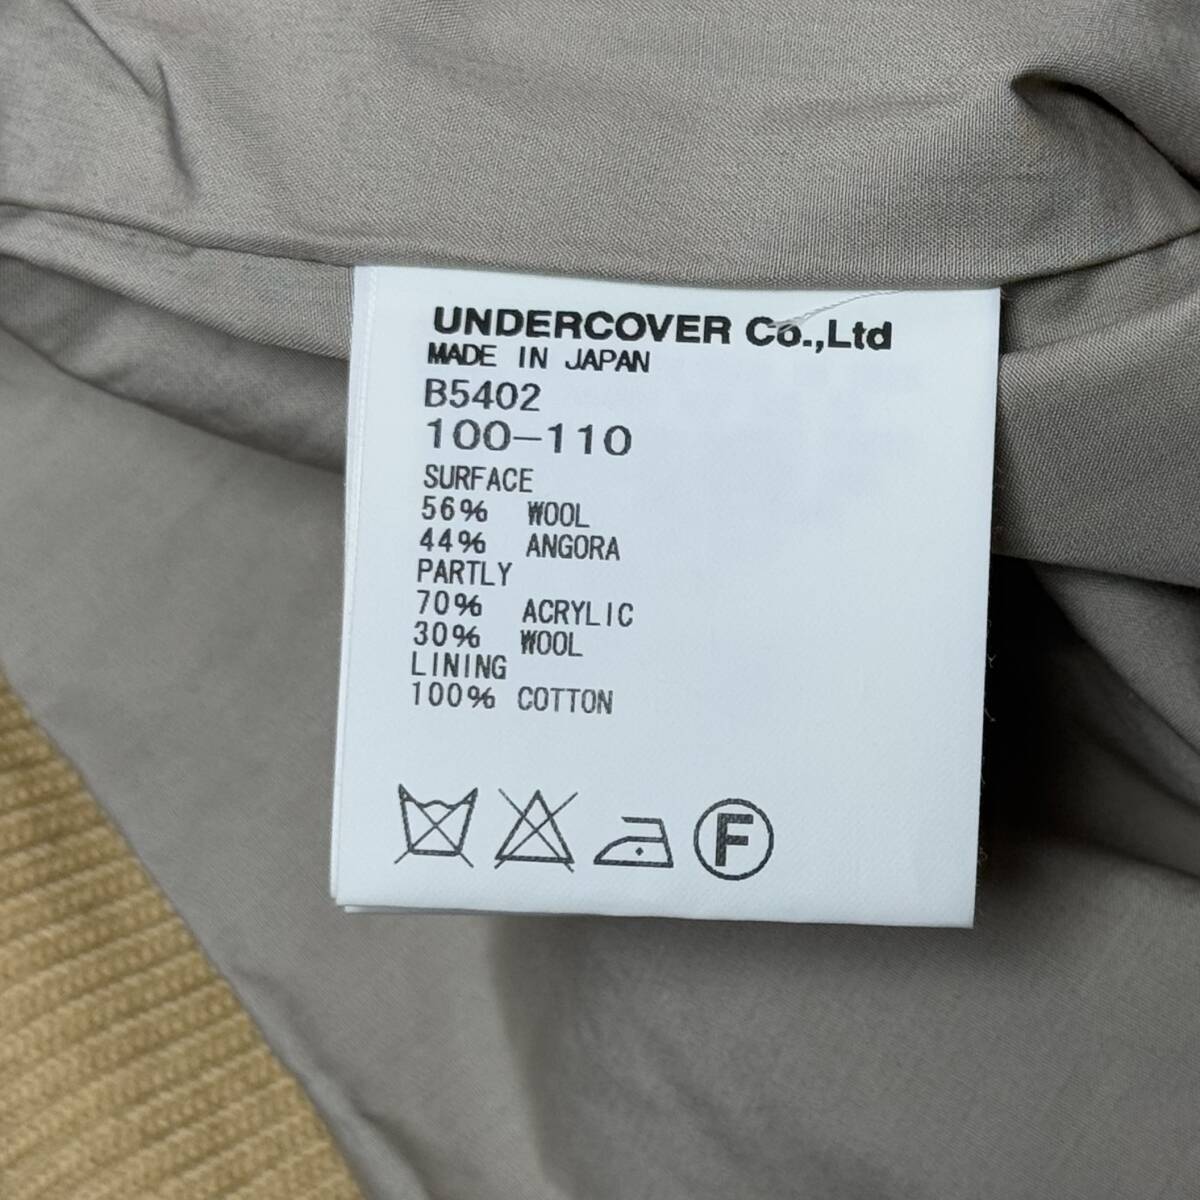 UNDERCOVER Co.,Ltd
MADE IN JAPAN
B5402
100-110
SURFACE
56% WOOL
44% ANGORA
PARTLY
70% ACRYLIC
30% WOOL
LINING
100% COTTON
F